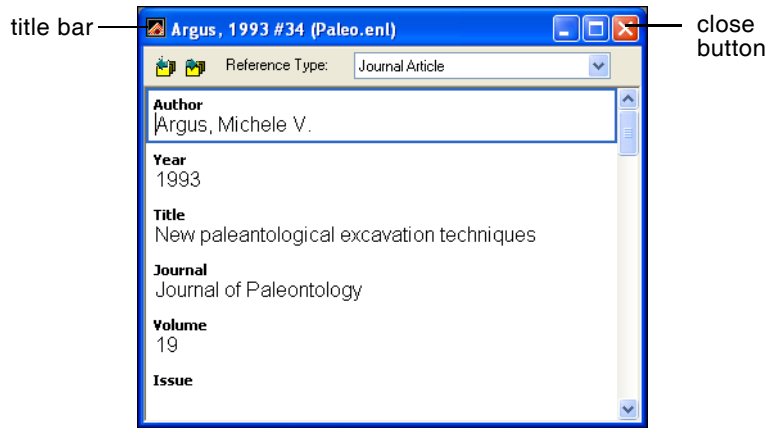 title bar
Argus, 1993 #34 (Paleo.enl)
close
button
Reference Type: Journal Article
Author
Argus, Michele V.
Year
1993
Title
New paleantological excavation techniques
Journal
Journal of Paleontology
Volume
19
Issue